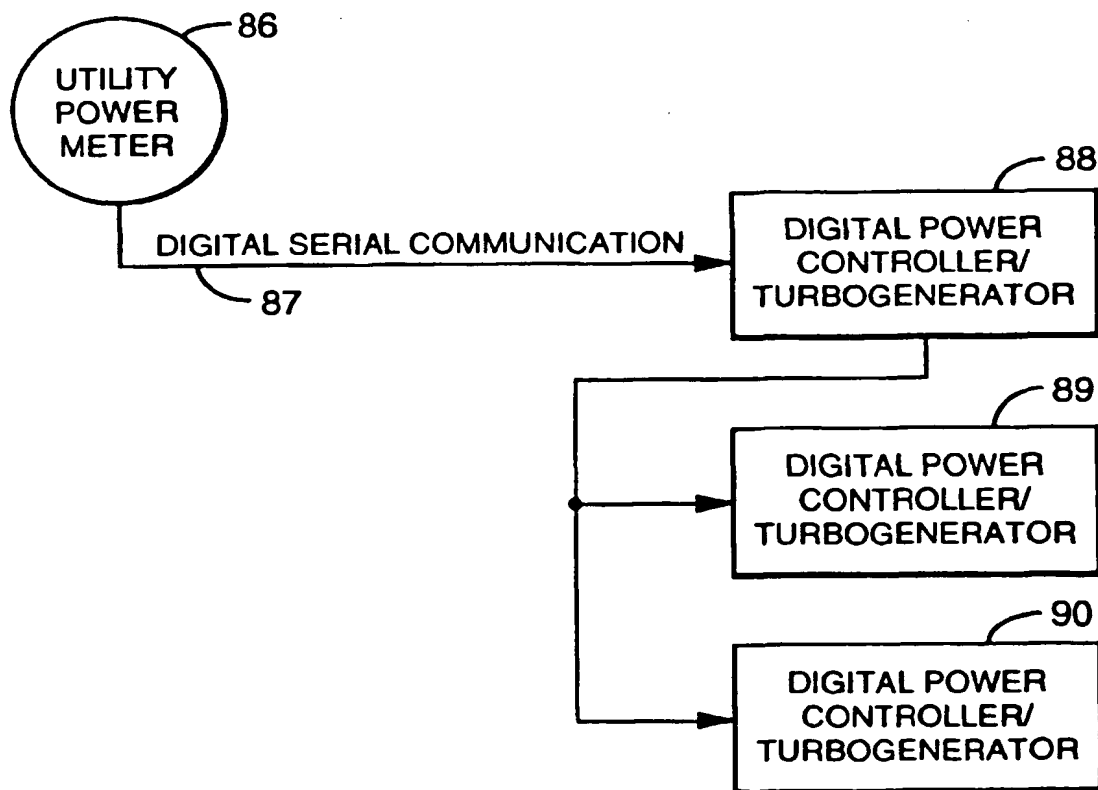 86
UTILITY
POWER
METER
88
DIGITAL SERIAL COMMUNICATION
87
DIGITAL POWER
CONTROLLER/
TURBOGENERATOR
89
DIGITAL POWER
CONTROLLER/
TURBOGENERATOR
90
DIGITAL POWER
CONTROLLER/
TURBOGENERATOR